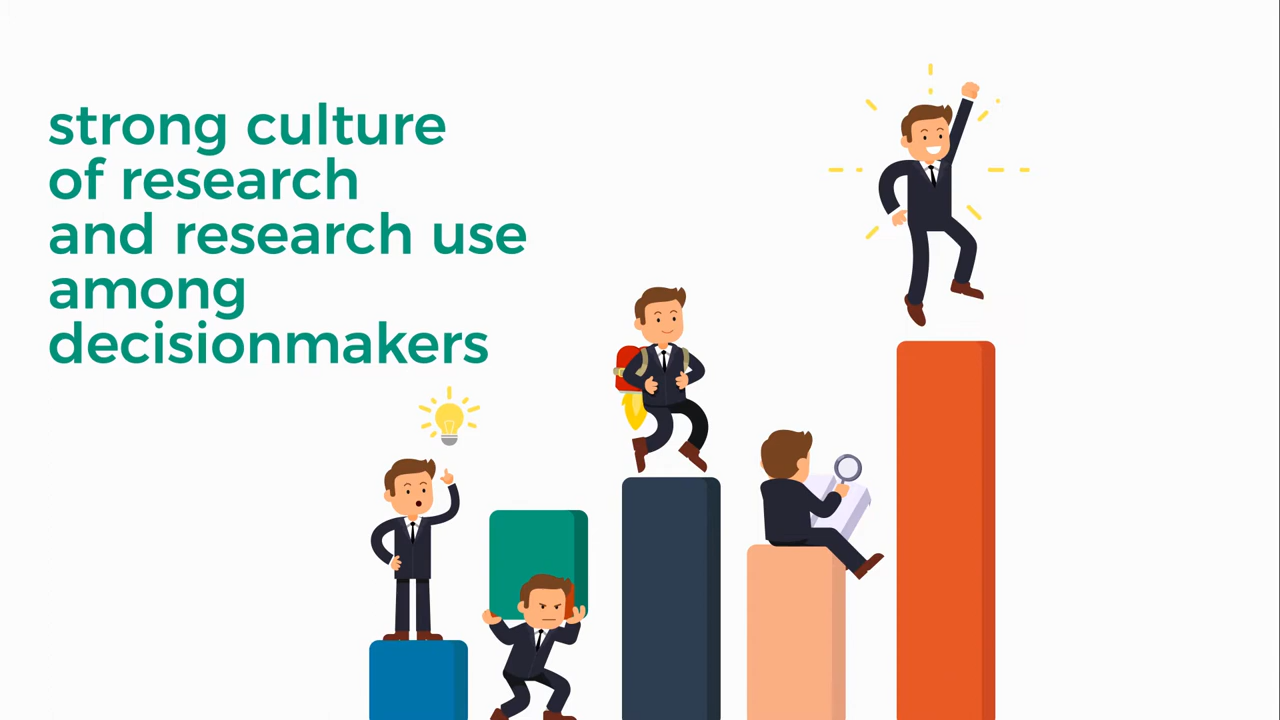 strong culture
of research
and research use
among
decisionmakers